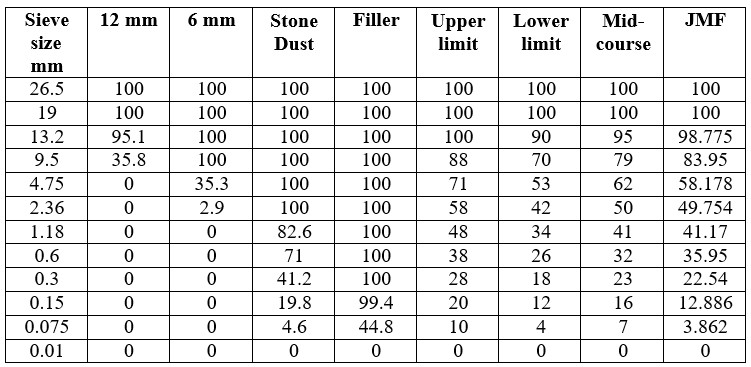 Sieve size mm 12 mm 6 mm Stone Dust Filler Upper limit Lower limit Mid-course JMF
26.5 100 100 100 100 100 100 100 100
19 100 100 100 100 100 100 100 100
13.2 95.1 100 100 100 100 90 95 98.775
9.5 35.8 100 100 100 88 70 79 83.95
4.75 0 35.3 100 100 71 53 62 58.178
2.36 0 2.9 100 100 58 42 50 49.754
1.18 0 0 82.6 100 48 34 41 41.17
0.6 0 0 71 100 38 26 32 35.95
0.3 0 0 41.2 100 28 18 23 22.54
0.15 0 0 19.8 99.4 20 12 16 12.886
0.075 0 0 4.6 44.8 10 4 7 3.862
0.01 0 0 0 0 0 0 0 0